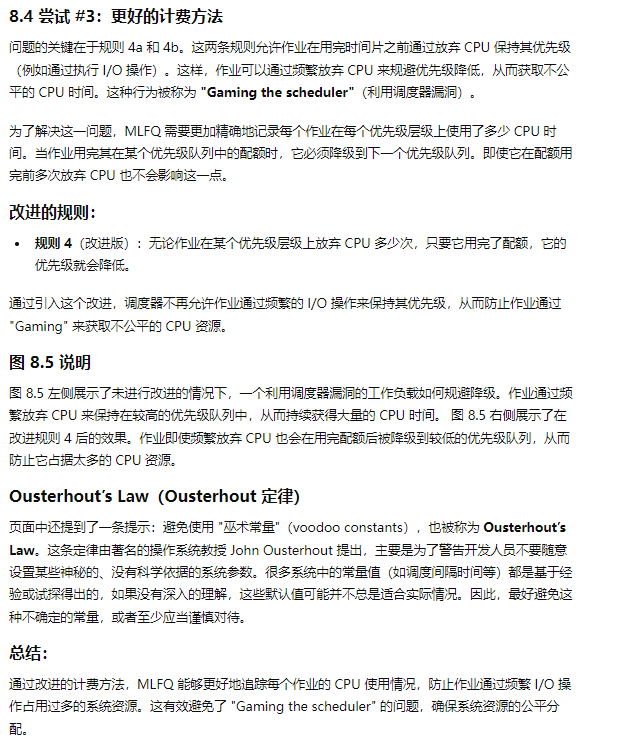 8.4 尝试 #3：更好的计费方法
问题的关键在于规则 4a 和 4b。这两条规则允许作业在用完时间片之前通过放弃 CPU 保持其优先级
（例如通过执行 I/O 操作）。这样，作业可以通过频繁放弃 CPU 来规避优先级降低，从而获取不公
平的 CPU 时间。这种行为被称为 "Gaming the scheduler"（利用调度器漏洞）。
为了解决这一问题，MLFQ 需要更加精确地记录每个作业在每个优先级层级上使用了多少 CPU 时
间。当作业用完其在某个优先级队列中的配额时，它必须降级到下一个优先级队列。即使它在配额用
完前多次放弃 CPU 也不会影响这一点。
改进的规则：
• 规则 4（改进版）：无论作业在某个优先级层级上放弃 CPU 多少次，只要它用完了配额，它的
优先级就会降低。
通过引入这个改进，调度器不再允许作业通过频繁的 I/O 操作来保持其优先级，从而防止作业通过
"Gaming" 来获取不公平的 CPU 资源。
图 8.5 说明
图 8.5 左侧展示了未进行改进的情况下，一个利用调度器漏洞的工作负载如何规避降级。作业通过频
繁放弃 CPU 来保持在较高的优先级队列中，从而持续获得大量的 CPU 时间。 图 8.5 右侧展示了在
改进规则 4 后的效果。作业即使频繁放弃 CPU 也会在用完配额后被降级到较低的优先级队列，从而
防止它占据太多的 CPU 资源。
Ousterhout’s Law（Ousterhout 定律）
页面中还提到了一条提示：避免使用 "巫术常量"（voodoo constants），也被称为 Ousterhout’s
Law。这条定律由著名的操作系统教授 John Ousterhout 提出，主要是为了警告开发人员不要随意
设置某些神秘的、没有科学依据的系统参数。很多系统中的常量值（如调度间隔时间等）都是基于经
验或试探得出的，如果没有深入的理解，这些默认值可能并不总是适合实际情况。因此，最好避免这
种不确定的常量，或者至少应当谨慎对待。
总结：
通过改进的计费方法，MLFQ 能够更好地追踪每个作业的 CPU 使用情况，防止作业通过频繁 I/O 操
作占用过多的系统资源。这有效避免了 "Gaming the scheduler" 的问题，确保系统资源的公平分
配。